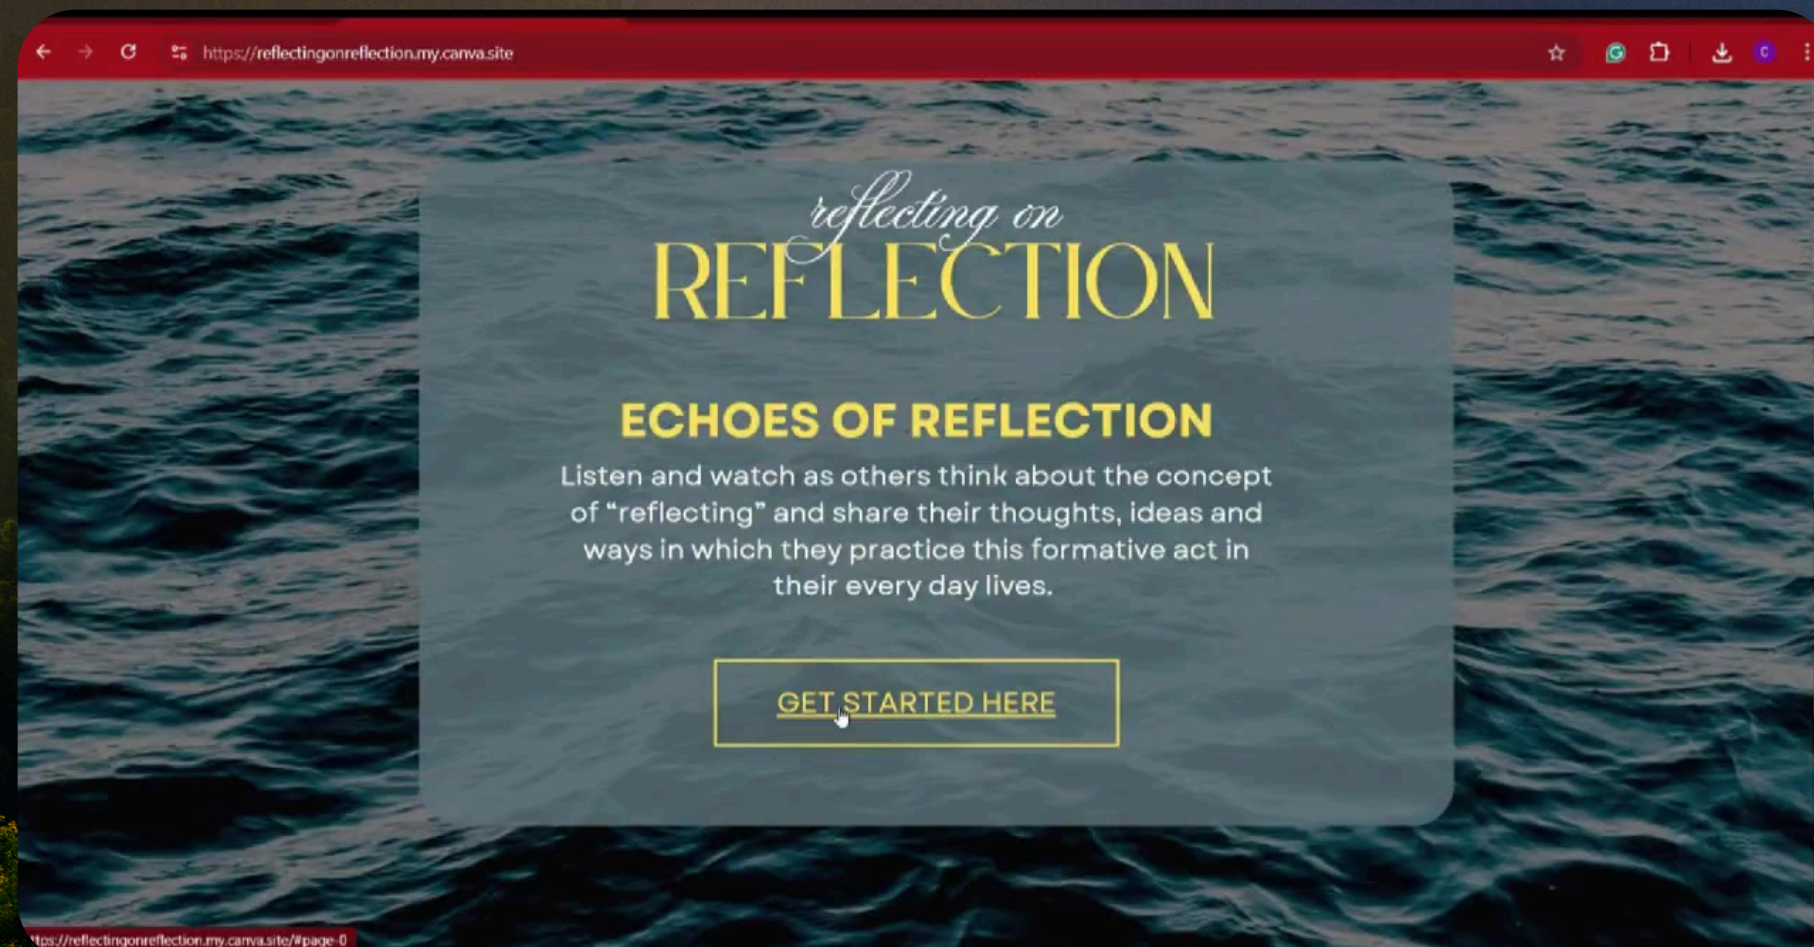 https://reflectingonreflection.my.canva.site
C
reflecting on
REFLECTION
ECHOES OF REFLECTION
Listen and watch as others think about the concept
of “reflecting” and share their thoughts, ideas and
ways in which they practice this formative act in
their every day lives.
GET STARTED HERE
ttps://reflectingonreflection.my.canva.site/#page-0